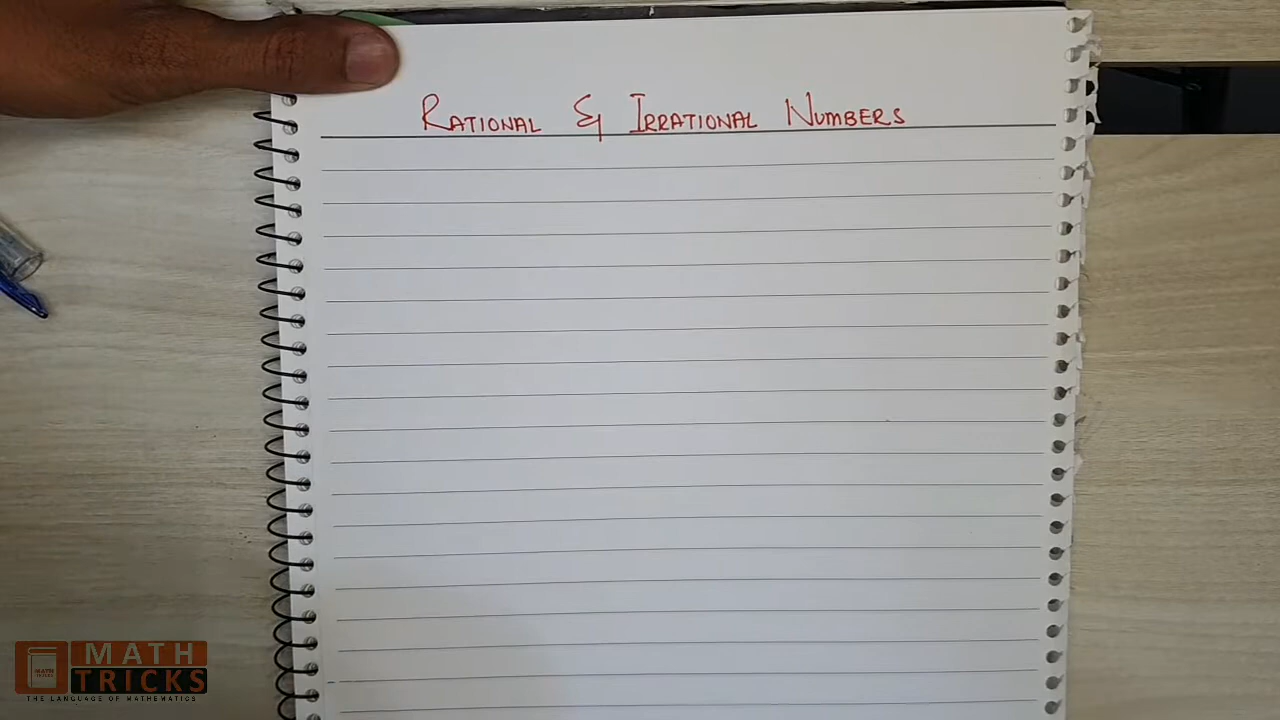 RATIONAL & IRRATIONAL NUMBERS
MATH
TRICKS
THE LANGUAGE OF MATHEMATICS